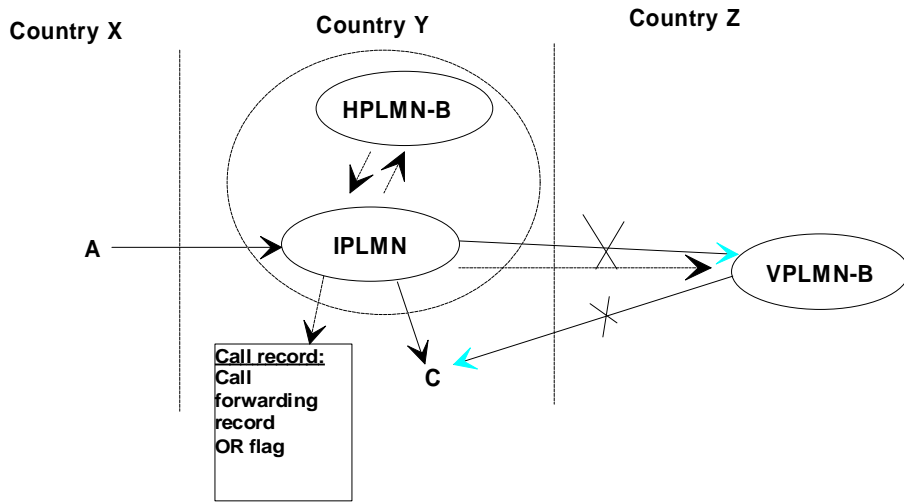 Country X
Country Y
Country Z
HPLMN-B
A
IPLMN
VPLMN-B
Call record:
Call
forwarding
record
OR flag
C